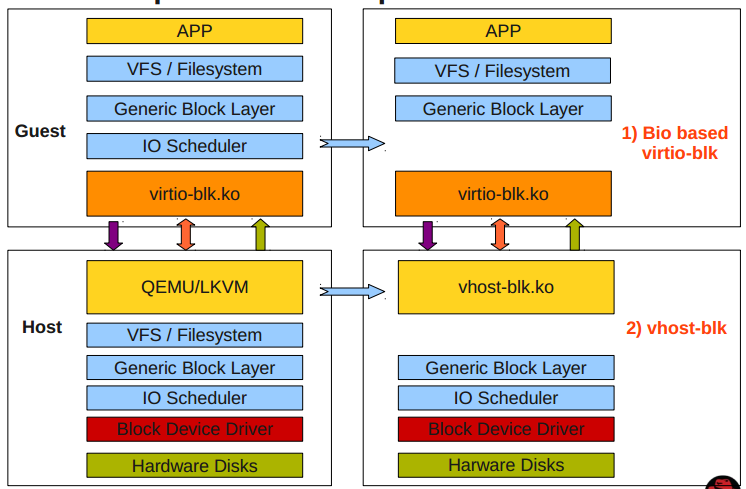 APP
VFS / Filesystem
Generic Block Layer
Guest
IO Scheduler
virtio-blk.ko
APP
VFS / Filesystem
Generic Block Layer
1) Bio based
virtio-blk
virtio-blk.ko
QEMU/LKVM
Host
VFS / Filesystem
Generic Block Layer
IO Scheduler
Block Device Driver
Hardware Disks
vhost-blk.ko
2) vhost-blk
Generic Block Layer
IO Scheduler
Block Device Driver
Harware Disks